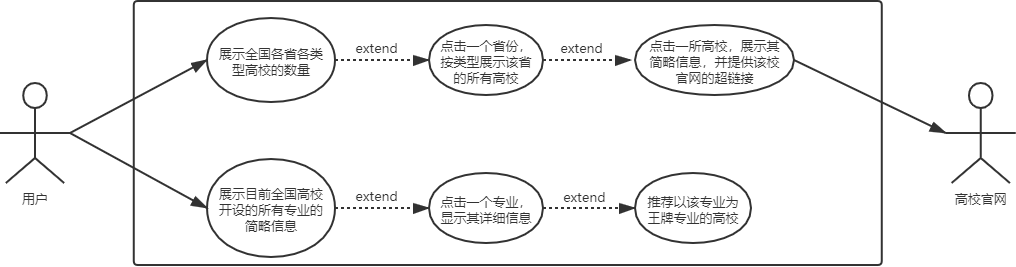 展示全国各省各类
型高校的数量
extend
点击一个省份，
按类型展示该省
的所有高校
extend
点击一所高校，展示其
简略信息，并提供该校
官网的超链接
用户
高校官网
展示目前全国高校
开设的所有专业的
简略信息
extend
点击一个专业，
显示其详细信息
extend
推荐以该专业为
王牌专业的高校